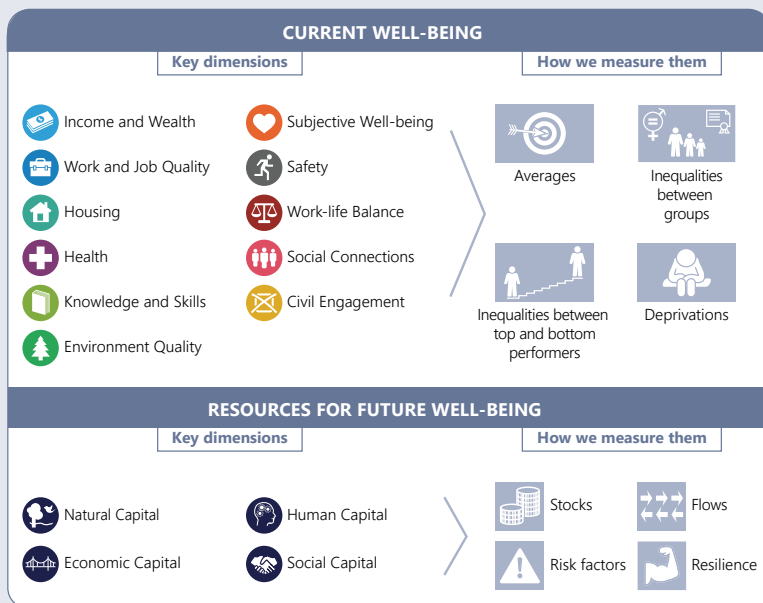 CURRENT WELL-BEING
Key dimensions
How we measure them
Income and Wealth
Work and Job Quality
Housing
Health
Knowledge and Skills
Environment Quality
Subjective Well-being
Safety
Work-life Balance
Social Connections
Civil Engagement
Averages
Inequalities
between
groups
Inequalities between
top and bottom
performers
Deprivations
RESOURCES FOR FUTURE WELL-BEING
Key dimensions
How we measure them
Natural Capital
Economic Capital
Human Capital
Social Capital
Stocks
Flows
Risk factors
Resilience